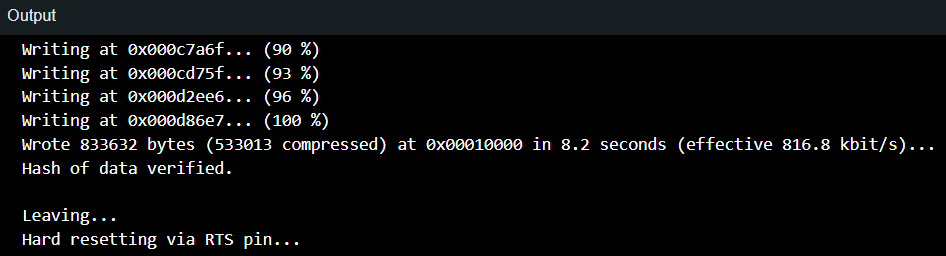 Output
Writing at 0x000c7a6f... (90 %)
Writing at 0x000cd75f... (93 %)
Writing at 0x000d2ee6... (96 %)
Writing at 0x000d86e7... (100 %)
Wrote 833632 bytes (533013 compressed) at 0x00010000 in 8.2 seconds (effective 816.8 kbit/s)...
Hash of data verified.
Leaving...
Hard resetting via RTS pin...